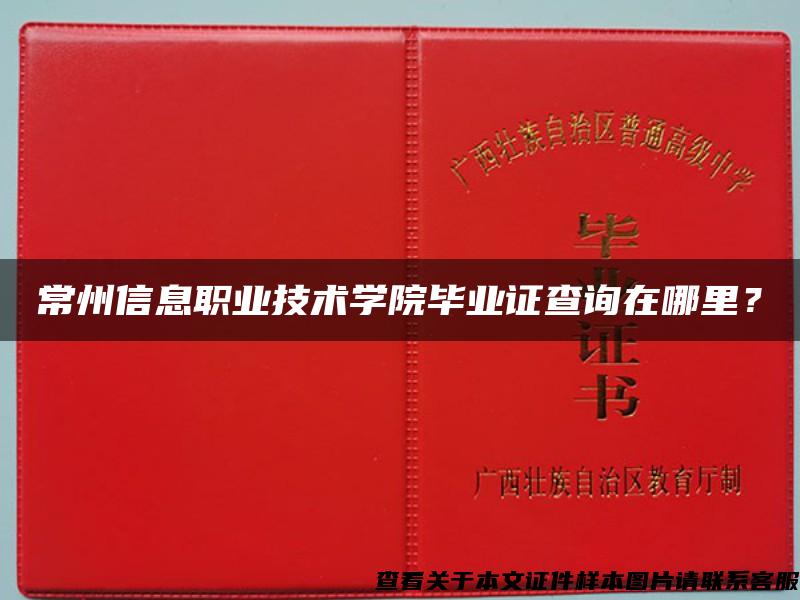 广西壮族自治区普通高级中学
毕业证书
常州信息职业技术学院毕业证查询在哪里？
广西壮族自治区教育厅制
查看关于本文证件样本图片请联系客服